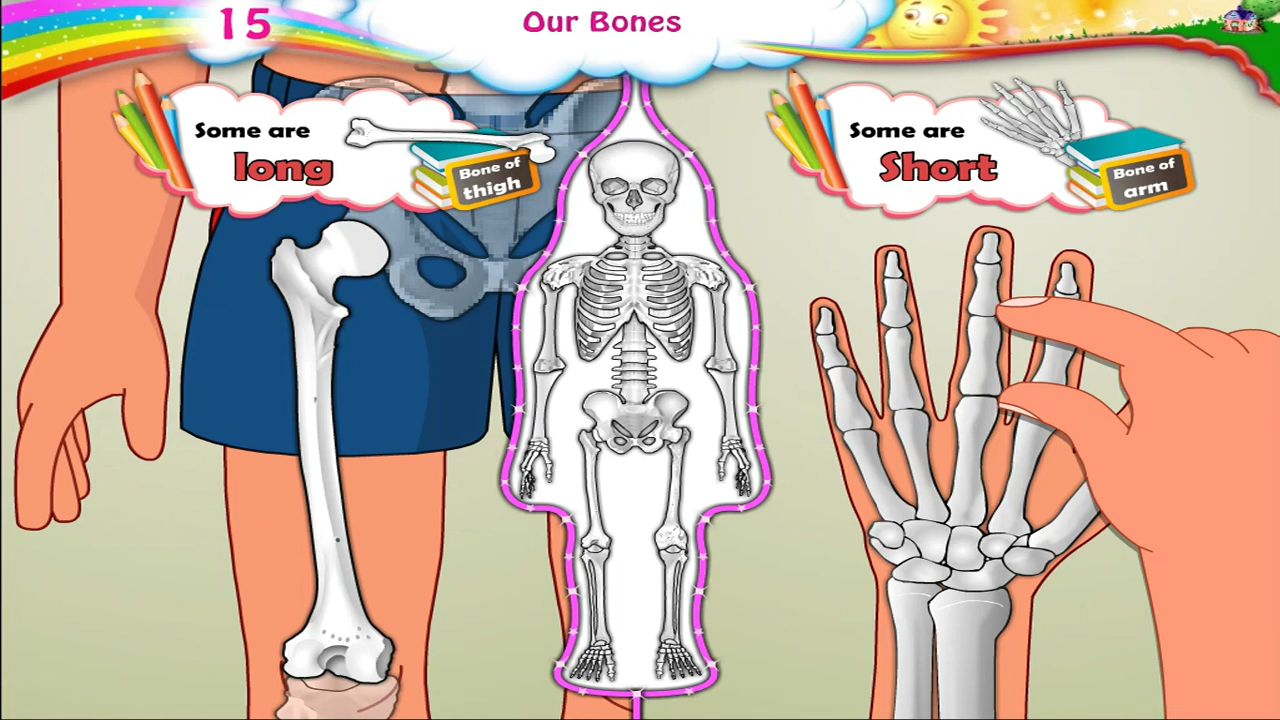 15
Our Bones
Some are
long
Bone of
thigh
Some are
Short
Bone of
arm